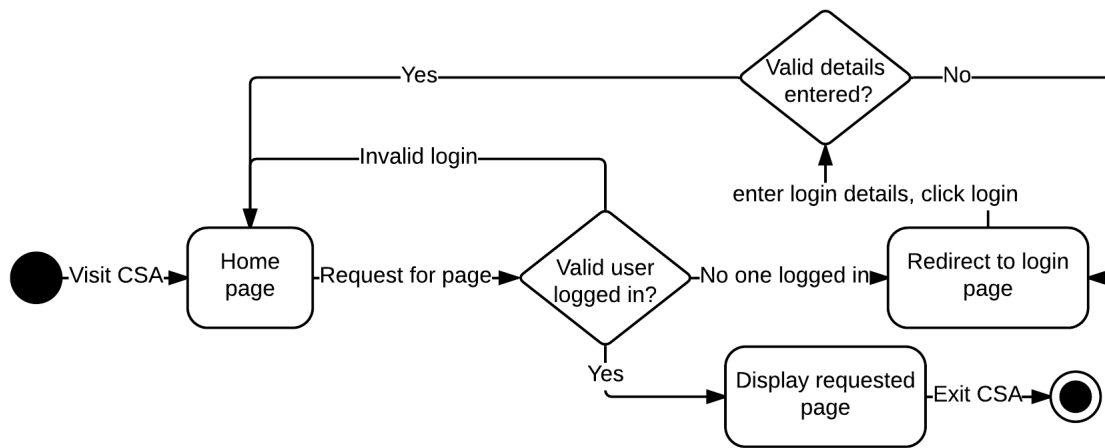 Valid details
entered?
Yes
No
Invalid login
enter login details, click login
Visit CSA
Home
page
Request for page
Valid user
logged in?
No one logged in
Redirect to login
page
Yes
Display requested
page
Exit CSA